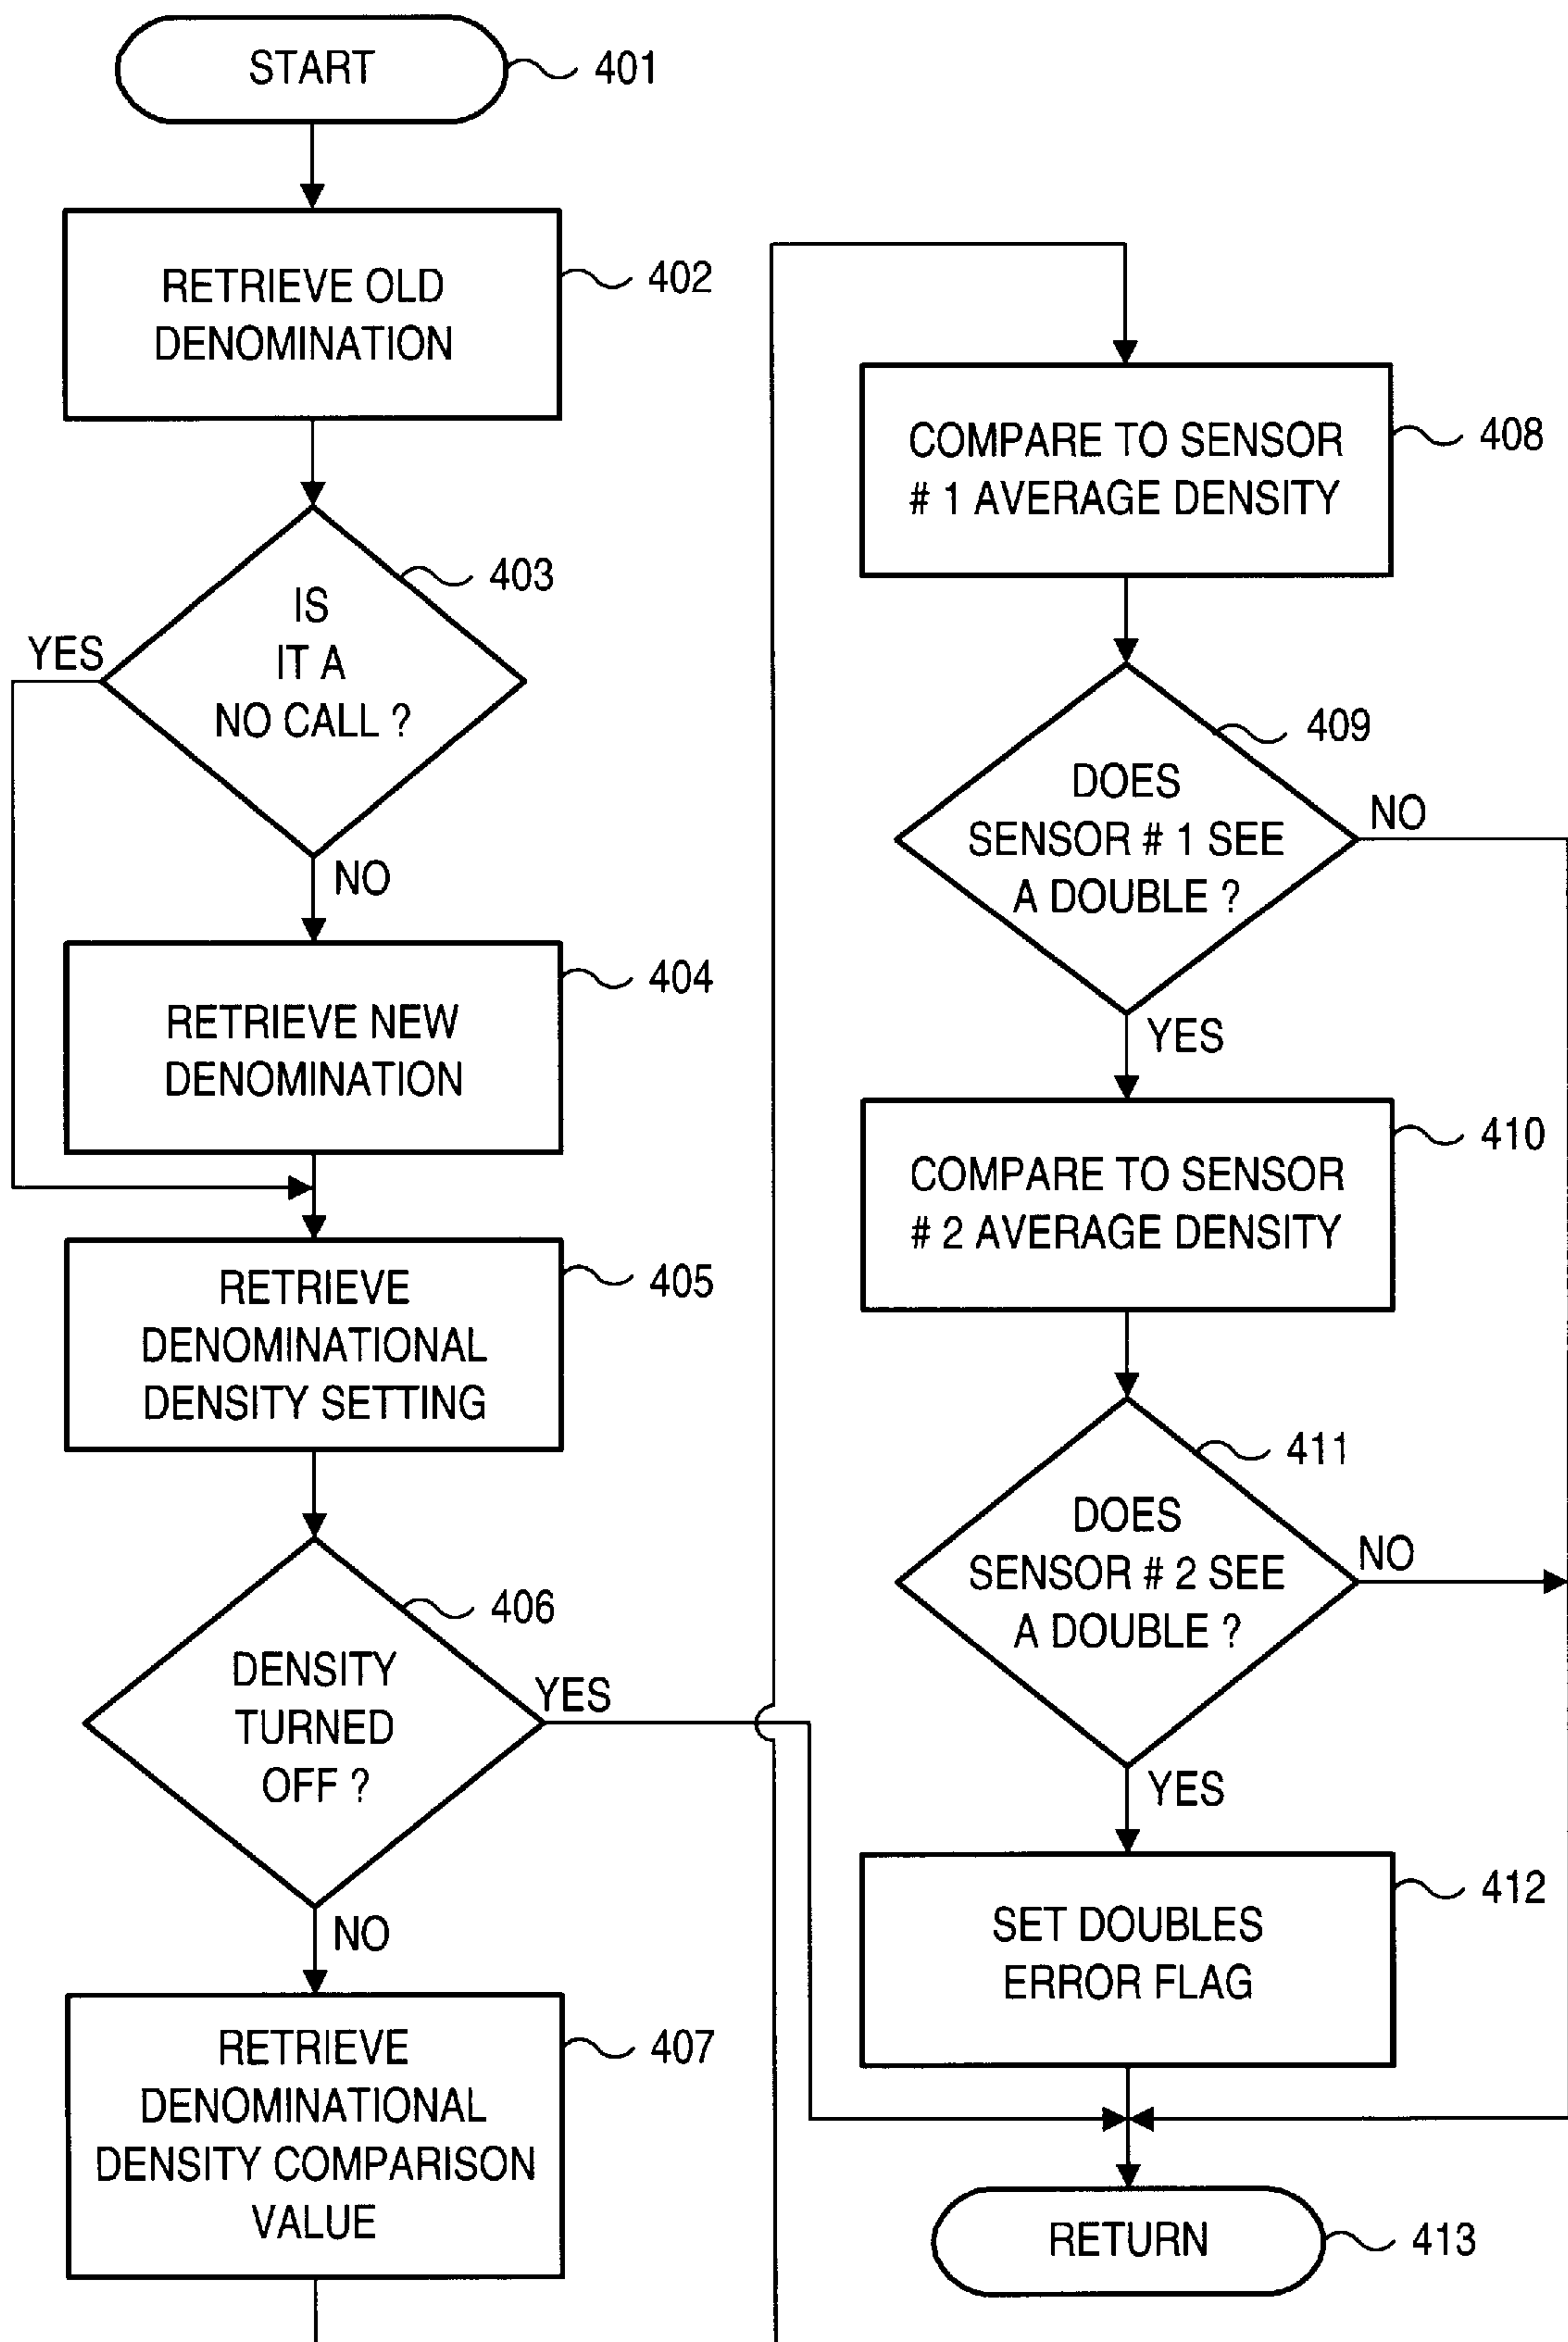 START
401
RETRIEVE OLD
DENOMINATION
402
403
IS
IT A
NO CALL ?
YES
NO
404
RETRIEVE NEW
DENOMINATION
405
RETRIEVE
DENOMINATIONAL
DENSITY SETTING
406
DENSITY
TURNED
OFF ?
YES
NO
407
RETRIEVE
DENOMINATIONAL
DENSITY COMPARISON
VALUE
COMPARE TO SENSOR
# 1 AVERAGE DENSITY
408
409
DOES
SENSOR # 1 SEE
A DOUBLE ?
NO
YES
410
COMPARE TO SENSOR
# 2 AVERAGE DENSITY
411
DOES
SENSOR # 2 SEE
A DOUBLE ?
NO
YES
412
SET DOUBLES
ERROR FLAG
RETURN
413